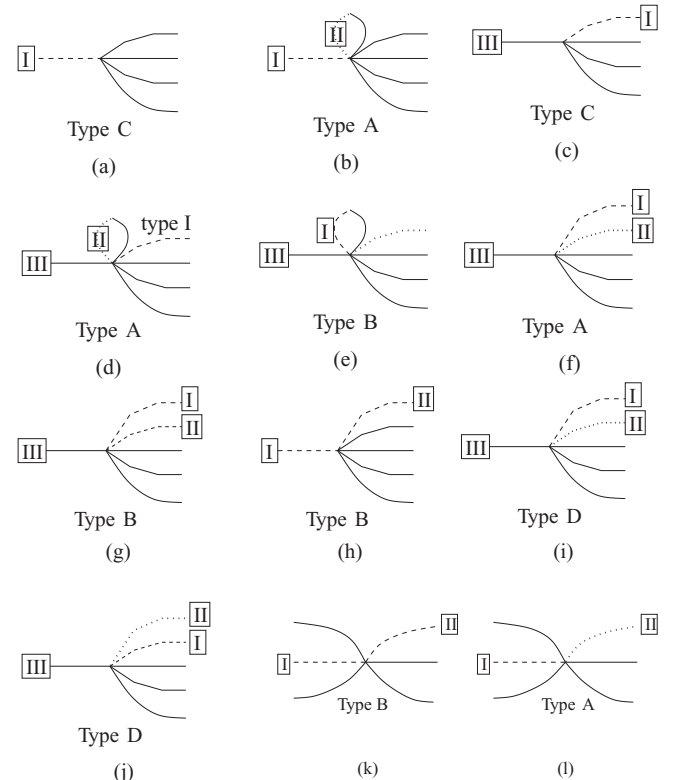 I
Type C
(a)
I
II
Type A
(b)
III
I
Type C
(c)
III
II
type I
Type A
(d)
III
I
Type B
(e)
III
I
II
Type A
(f)
III
I
II
Type B
(g)
I
II
Type B
(h)
III
I
II
Type D
(i)
III
II
I
Type D
(j)
I
II
Type B
(k)
I
II
Type A
(l)